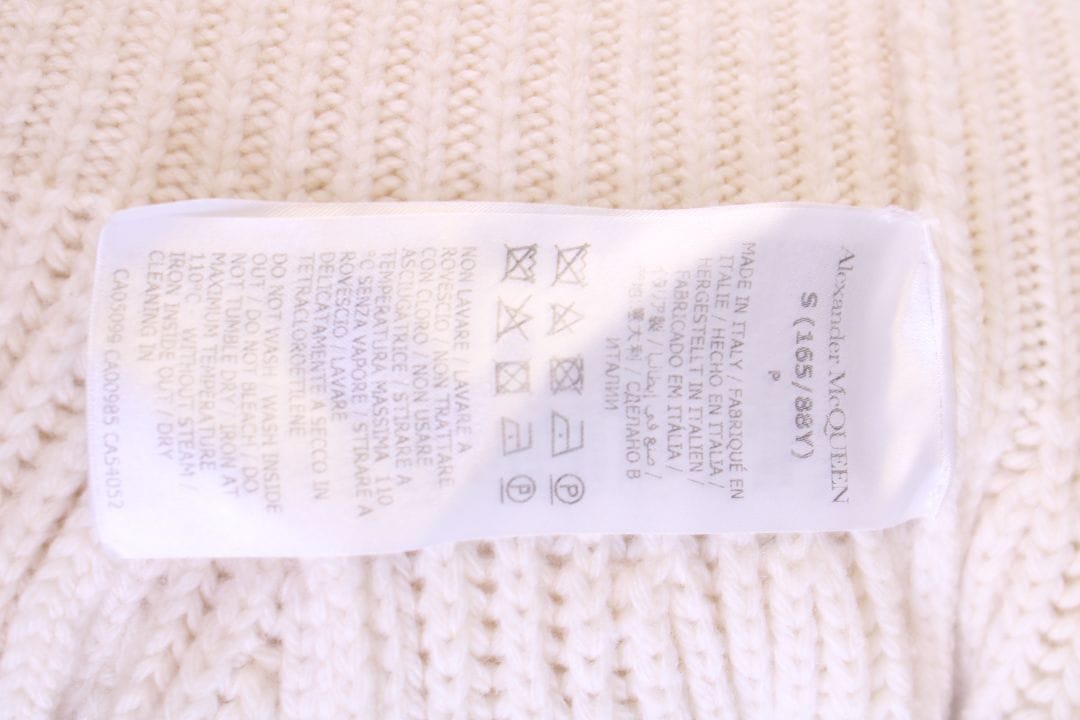 Alexander McQUEEN
S (165/88Y)
P
MADE IN ITALY / FABRIQUÉ EN
ITALIE / HECHO EN ITALIA /
HERGESTELLT IN ITALIEN /
FABRICADO EM ITÁLIA /
イタリア製 / صنع في إيطاليا /
意大利 / СДЕЛАНО В
ИТАЛИИ
P
P
NON LAVARE / LAVARE A
ROVESCIO / NON TRATTARE
CON CLORO / NON USARE
ASCIUGATRICE / STIRARE A
TEMPERATURA MASSIMA 110
°C SENZA VAPORE / STIRARE A
ROVESCIO / LAVARE
DELICATAMENTE A SECCO IN
TETRACLOROETILENE
DO NOT WASH / WASH INSIDE
OUT / DO NOT BLEACH / DO
NOT TUMBLE DRY / IRON AT
MAXIMUM TEMPERATURE
110°C WITHOUT STEAM /
IRON INSIDE OUT / DRY
CLEANING IN
CA0999 CA009985 CA54052